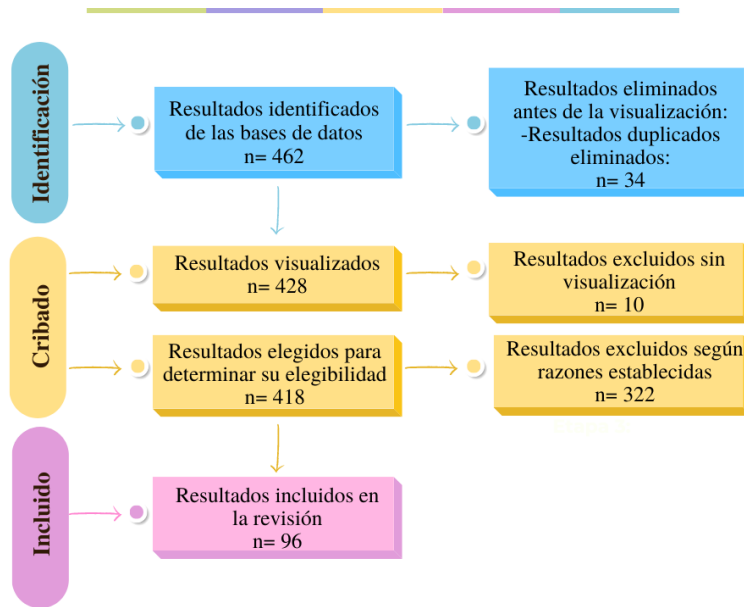 Identificación
Resultados identificados
de las bases de datos
n= 462
Resultados eliminados
antes de la visualización:
-Resultados duplicados
eliminados:
n= 34
Cribado
Resultados visualizados
n= 428
Resultados excluidos sin
visualización
n= 10
Resultados elegidos para
determinar su elegibilidad
n= 418
Resultados excluidos según
razones establecidas
n= 322
Incluido
Resultados incluidos en
la revisión
n= 96